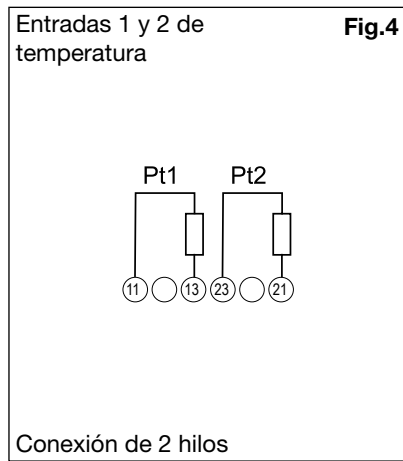 Entradas 1 y 2 de
temperatura
Fig.4
Pt1 Pt2
11 13 23 21
Conexión de 2 hilos